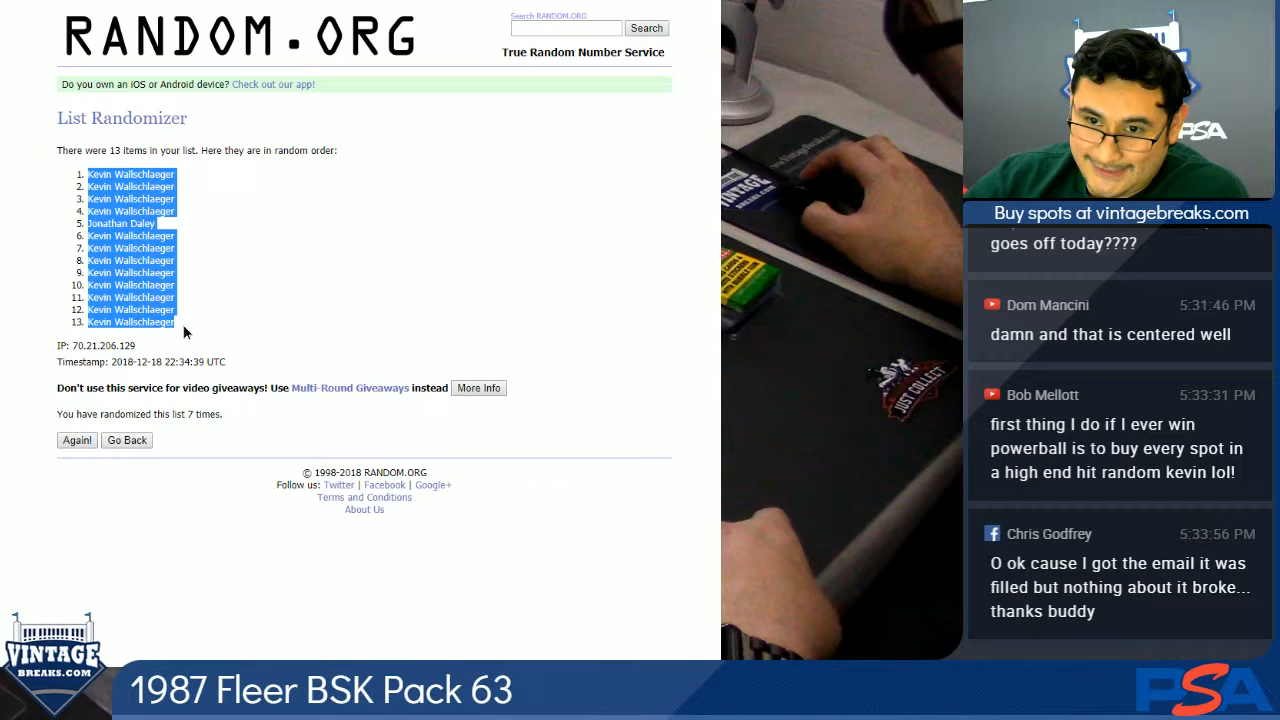 RANDOM.ORG
Search RANDOM.ORG
Search
True Random Number Service
Do you own an iOS or Android device? Check out our app!
List Randomizer
There were 13 items in your list. Here they are in random order:
1. Kevin Wallschlaeger
2. Kevin Wallschlaeger
3. Kevin Wallschlaeger
4. Kevin Wallschlaeger
5. Jonathan Daley
6. Kevin Wallschlaeger
7. Kevin Wallschlaeger
8. Kevin Wallschlaeger
9. Kevin Wallschlaeger
10. Kevin Wallschlaeger
11. Kevin Wallschlaeger
12. Kevin Wallschlaeger
13. Kevin Wallschlaeger
IP: 70.21.206.129
Timestamp: 2018-12-18 22:34:39 UTC
Don't use this service for video giveaways! Use Multi-Round Giveaways instead More Info
You have randomized this list 7 times.
Again! Go Back
© 1998-2018 RANDOM.ORG
Follow us: Twitter | Facebook | Google+
Terms and Conditions
About Us
VINTAGE
BREAKS.COM
JUST COLLECT
PSA
Buy spots at vintagebreaks.com
goes off today????
Dom Mancini 5:31:46 PM
damn and that is centered well
Bob Mellott 5:33:31 PM
first thing I do if I ever win
powerball is to buy every spot in
a high end hit random kevin lol!
Chris Godfrey 5:33:56 PM
O ok cause I got the email it was
filled but nothing about it broke...
thanks buddy
VINTAGE
BREAKS.COM
1987 Fleer BSK Pack 63
PSA